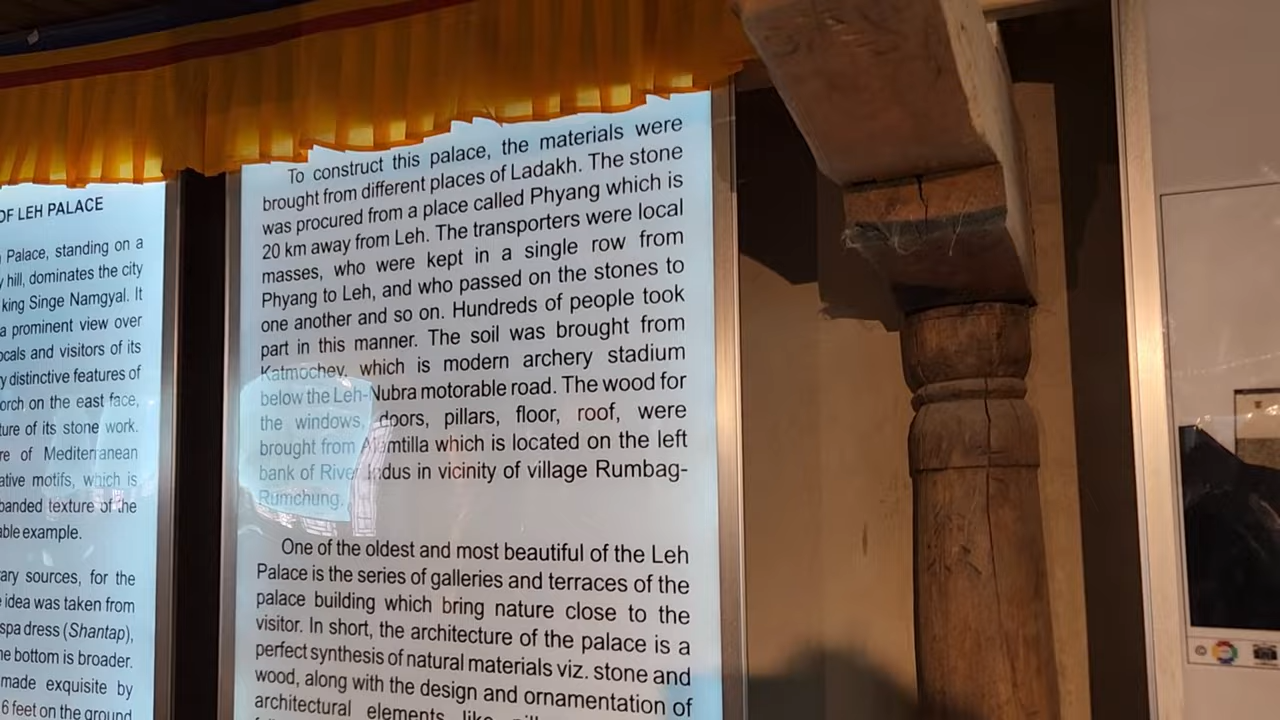 OF LEH PALACE
Palace, standing on a
hill, dominates the city
king Singe Namgyal. It
a prominent view over
locals and visitors of its
distinctive features of
porch on the east face,
of its stone work.
of Mediterranean
motifs, which is
banded texture of the
example.
sources, for the
idea was taken from
dress (Shantap),
bottom is broader.
made exquisite by
6 feet on the ground
To construct this palace, the materials were
brought from different places of Ladakh. The stone
was procured from a place called Phyang which is
20 km away from Leh. The transporters were local
masses, who were kept in a single row from
Phyang to Leh, and who passed on the stones to
one another and so on. Hundreds of people took
part in this manner. The soil was brought from
Katmochey, which is modern archery stadium
below the Leh-Nubra motorable road. The wood for
the windows, doors, pillars, floor, roof, were
brought from which is located on the left
bank of River Indus in vicinity of village Rumbag-
Rumchung.
One of the oldest and most beautiful of the Leh
Palace is the series of galleries and terraces of the
palace building which bring nature close to the
visitor. In short, the architecture of the palace is a
perfect synthesis of natural materials viz. stone and
wood, along with the design and ornamentation of
architectural elements like
©